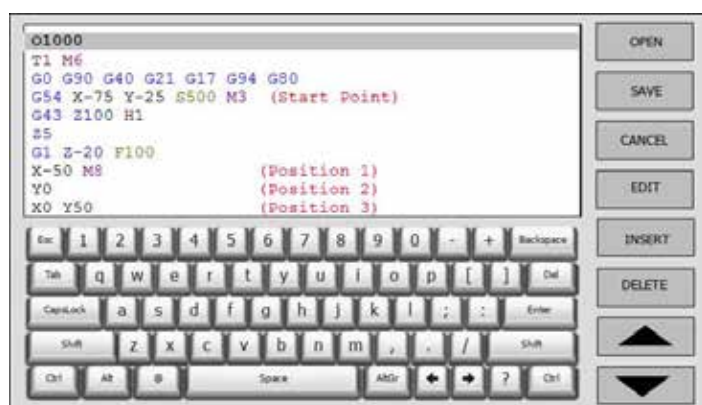 O1000
T1 M6
G0 G90 G40 G21 G17 G94 G80
G54 X-75 Y-25 S500 M3 (Start Point)
G43 Z100 H1
Z5
G1 Z-20 F100
X-50 M8 (Position 1)
Y0 (Position 2)
X0 Y50 (Position 3)
OPEN
SAVE
CANCEL
EDIT
INSERT
DELETE
Esc 1 2 3 4 5 6 7 8 9 0 - + Backspace
Tab q w e r t y u i o p [ ] Del
CapsLock a s d f g h j k l ; : Enter
Shift z x c v b n m , . / Shift
Ctrl Alt @ Space AltGr ? Ctrl